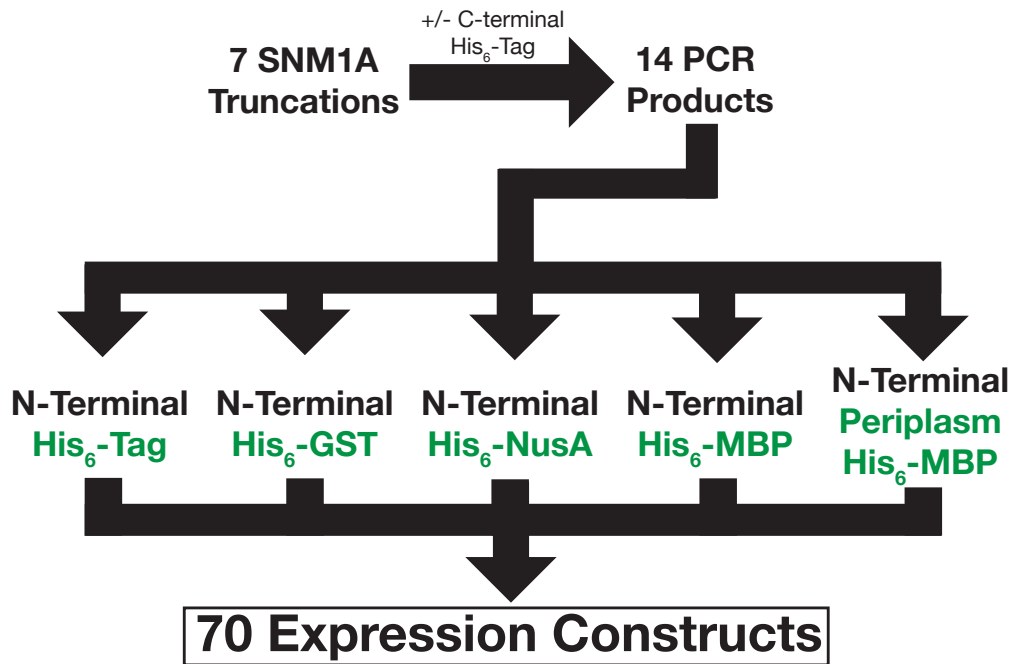 +/- C-terminal
His₆-Tag
7 SNM1A
Truncations
14 PCR
Products
N-Terminal
His₆-Tag
N-Terminal
His₆-GST
N-Terminal
His₆-NusA
N-Terminal
His₆-MBP
N-Terminal
Periplasm
His₆-MBP
70 Expression Constructs